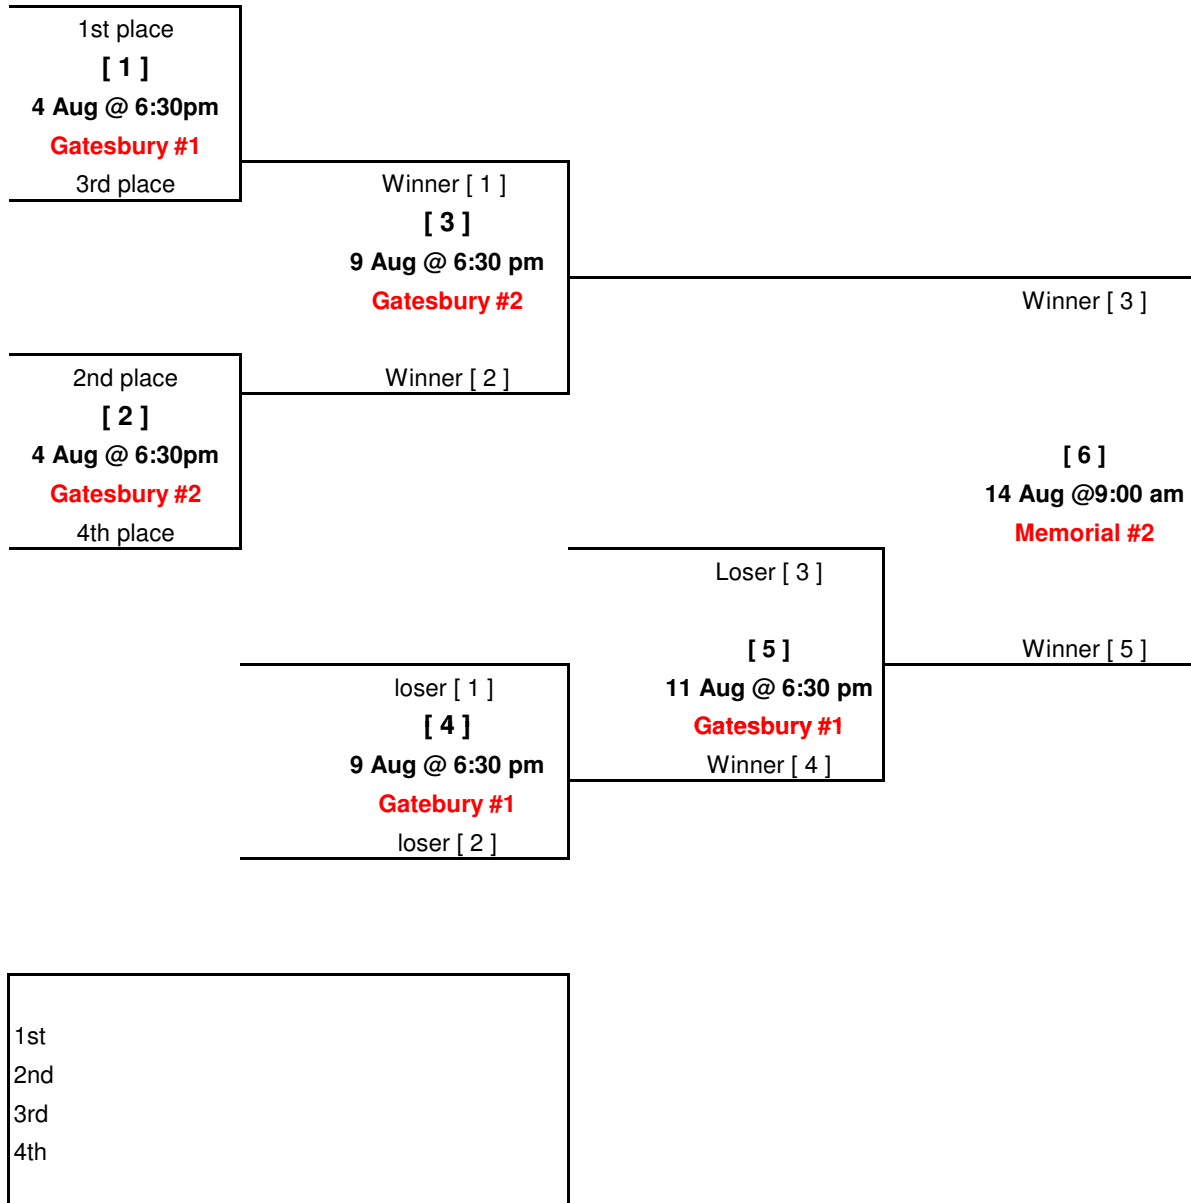 1st place
[ 1 ]
4 Aug @ 6:30pm
Gatesbury #1
3rd place
Winner [ 1 ]
[ 3 ]
9 Aug @ 6:30 pm
Gatesbury #2
Winner [ 2 ]
Winner [ 3 ]
2nd place
[ 2 ]
4 Aug @ 6:30pm
Gatesbury #2
4th place
[ 6 ]
14 Aug @9:00 am
Memorial #2
Winner [ 5 ]
Loser [ 3 ]
[ 5 ]
11 Aug @ 6:30 pm
Gatesbury #1
Winner [ 4 ]
loser [ 1 ]
[ 4 ]
9 Aug @ 6:30 pm
Gatebury #1
loser [ 2 ]
1st
2nd
3rd
4th